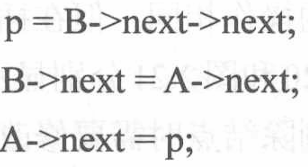 p = B->next->next;
B->next = A->next;
A->next = p;